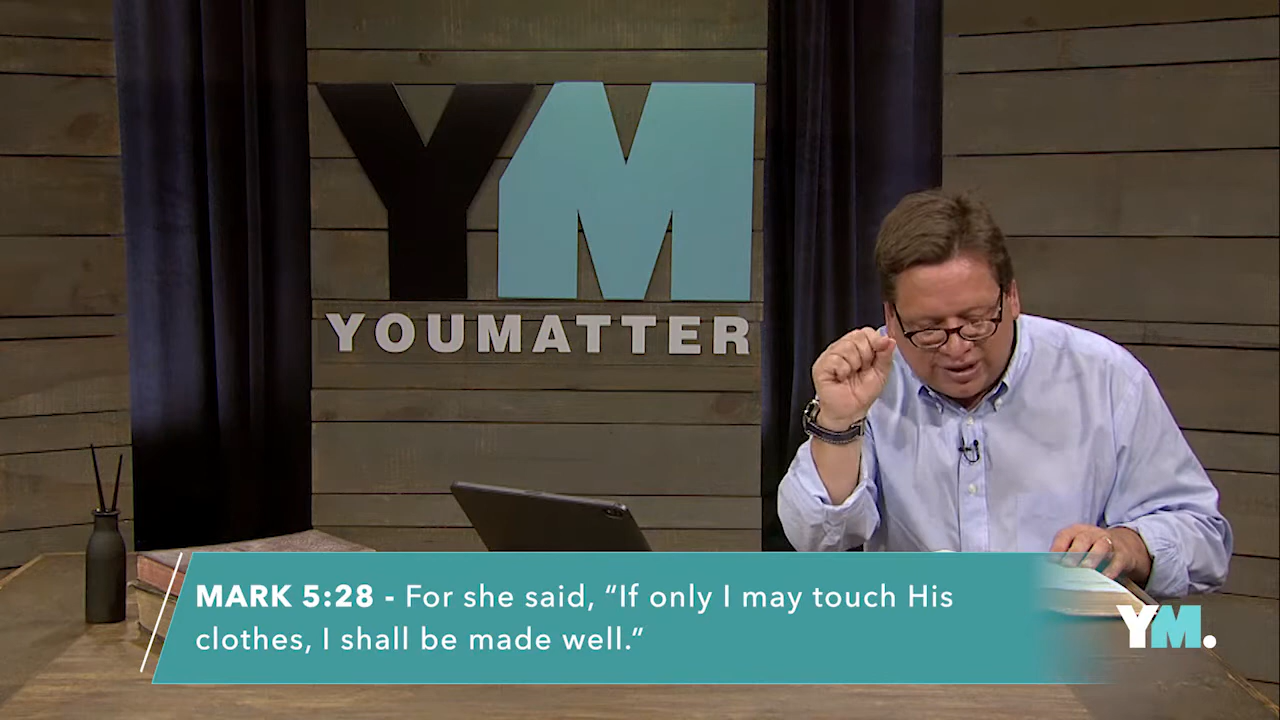 YM
YOUMATTER
MARK 5:28 - For she said, “If only I may touch His
clothes, I shall be made well.”
YM.